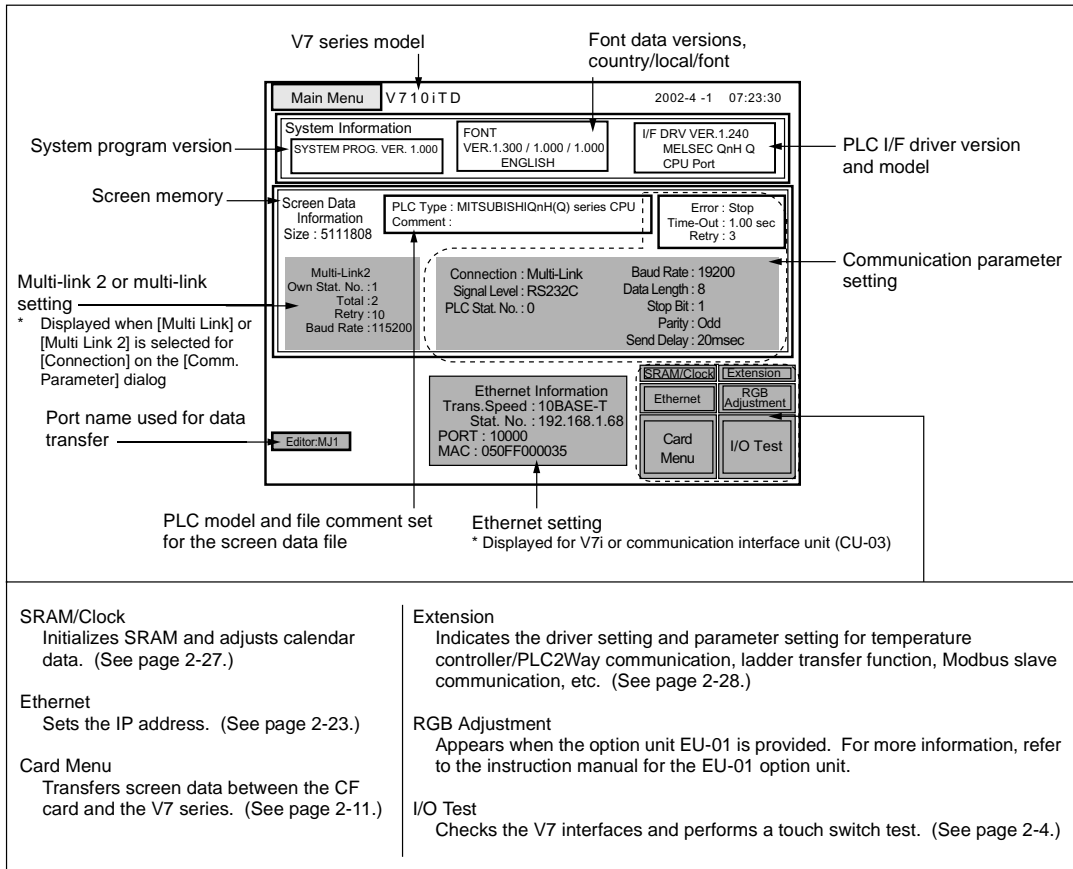 V7 series model
Font data versions,
country/local/font
Main Menu
V710iTD
2002-4 -1 07:23:30
System program version
System Information
SYSTEM PROG. VER. 1.000
FONT
VER.1.300 / 1.000 / 1.000
ENGLISH
I/F DRV VER.1.240
MELSEC QnH Q
CPU Port
PLC I/F driver version
and model
Screen memory
Screen Data
Information
Size : 5111808
PLC Type : MITSUBISHIQnH(Q) series CPU
Comment :
Error : Stop
Time-Out : 1.00 sec
Retry : 3
Multi-link 2 or multi-link
setting
* Displayed when [Multi Link] or
[Multi Link 2] is selected for
[Connection] on the [Comm.
Parameter] dialog
Multi-Link2
Own Stat. No. : 1
Total : 2
Retry : 10
Baud Rate : 115200
Connection : Multi-Link
Signal Level : RS232C
PLC Stat. No. : 0
Baud Rate : 19200
Data Length : 8
Stop Bit : 1
Parity : Odd
Send Delay : 20msec
Communication parameter
setting
Port name used for data
transfer
Editor:MJ1
Ethernet Information
Trans.Speed : 10BASE-T
Stat. No. : 192.168.1.68
PORT : 10000
MAC : 050FF000035
SRAM/Clock
Extension
Ethernet
RGB
Adjustment
Card
Menu
I/O Test
PLC model and file comment set
for the screen data file
Ethernet setting
* Displayed for V7i or communication interface unit (CU-03)
SRAM/Clock
Initializes SRAM and adjusts calendar
data. (See page 2-27.)
Ethernet
Sets the IP address. (See page 2-23.)
Card Menu
Transfers screen data between the CF
card and the V7 series. (See page 2-11.)
Extension
Indicates the driver setting and parameter setting for temperature
controller/PLC2Way communication, ladder transfer function, Modbus slave
communication, etc. (See page 2-28.)
RGB Adjustment
Appears when the option unit EU-01 is provided. For more information, refer
to the instruction manual for the EU-01 option unit.
I/O Test
Checks the V7 interfaces and performs a touch switch test. (See page 2-4.)